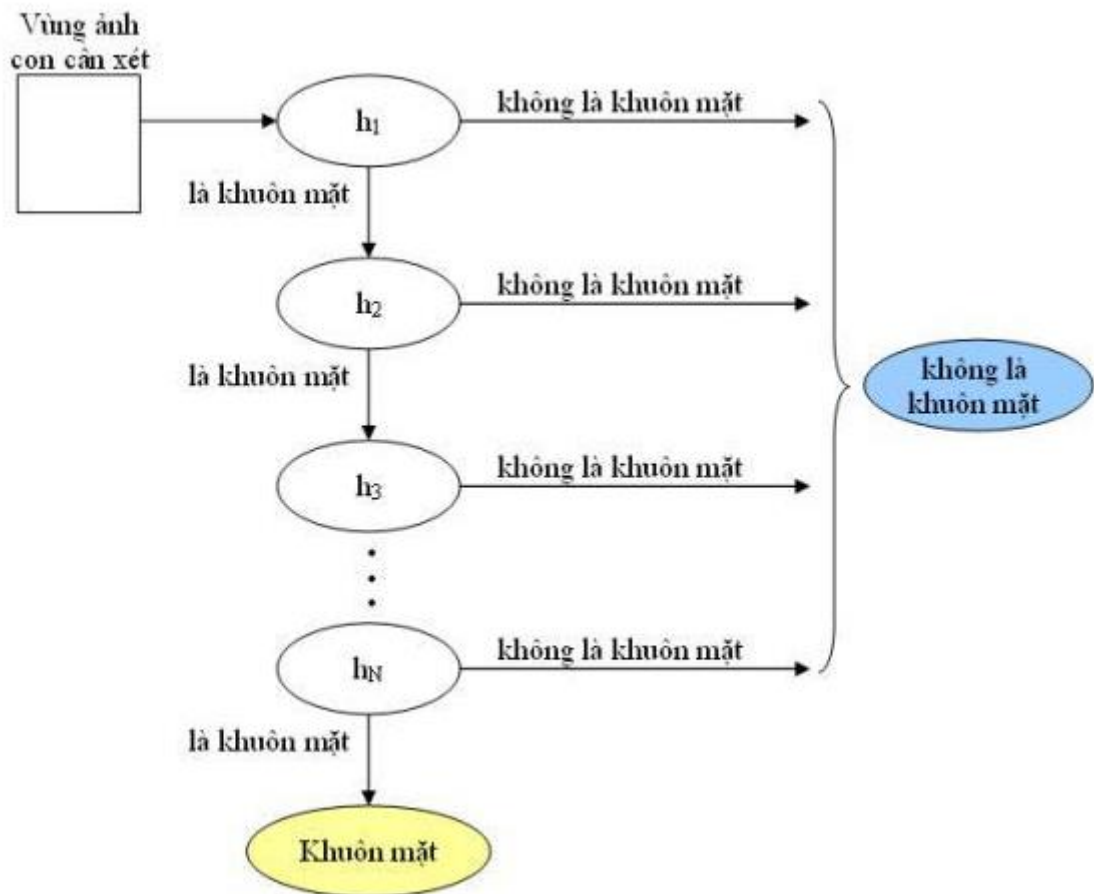 Vùng ảnh
con cần xét
h₁
không là khuôn mặt
là khuôn mặt
h₂
không là khuôn mặt
là khuôn mặt
không là
khuôn mặt
h₃
không là khuôn mặt
h_N
không là khuôn mặt
là khuôn mặt
Khuôn mặt